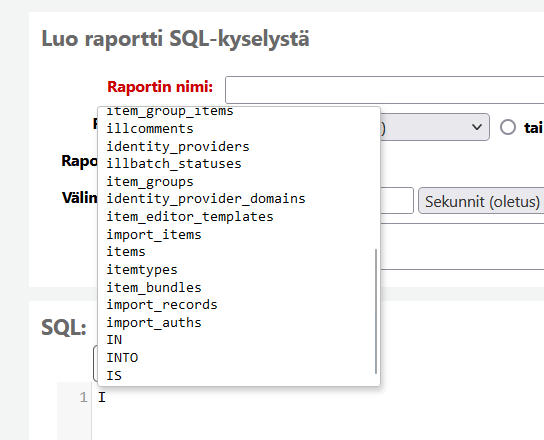 Luo raportti SQL-kyselystä
Raportin nimi:
item_group_items
illcomments
identity_providers
illbatch_statuses
item_groups
identity_provider_domains
item_editor_templates
import_items
items
itemtypes
item_bundles
import_records
import_auths
IN
INTO
IS
) tai
Rapo
Välin
Sekunnit (oletus)
SQL:
1 I